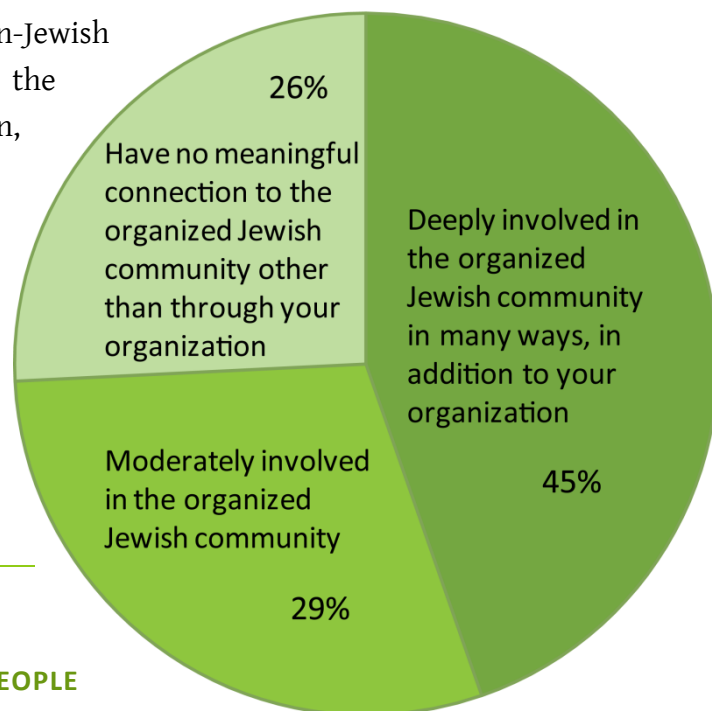 n-Jewish
the
n,
26%
Have no meaningful
connection to the
organized Jewish
community other
than through your
organization
Deeply involved in
the organized
Jewish community
in many ways, in
addition to your
organization
45%
Moderately involved
in the organized
Jewish community
29%
EOPLE